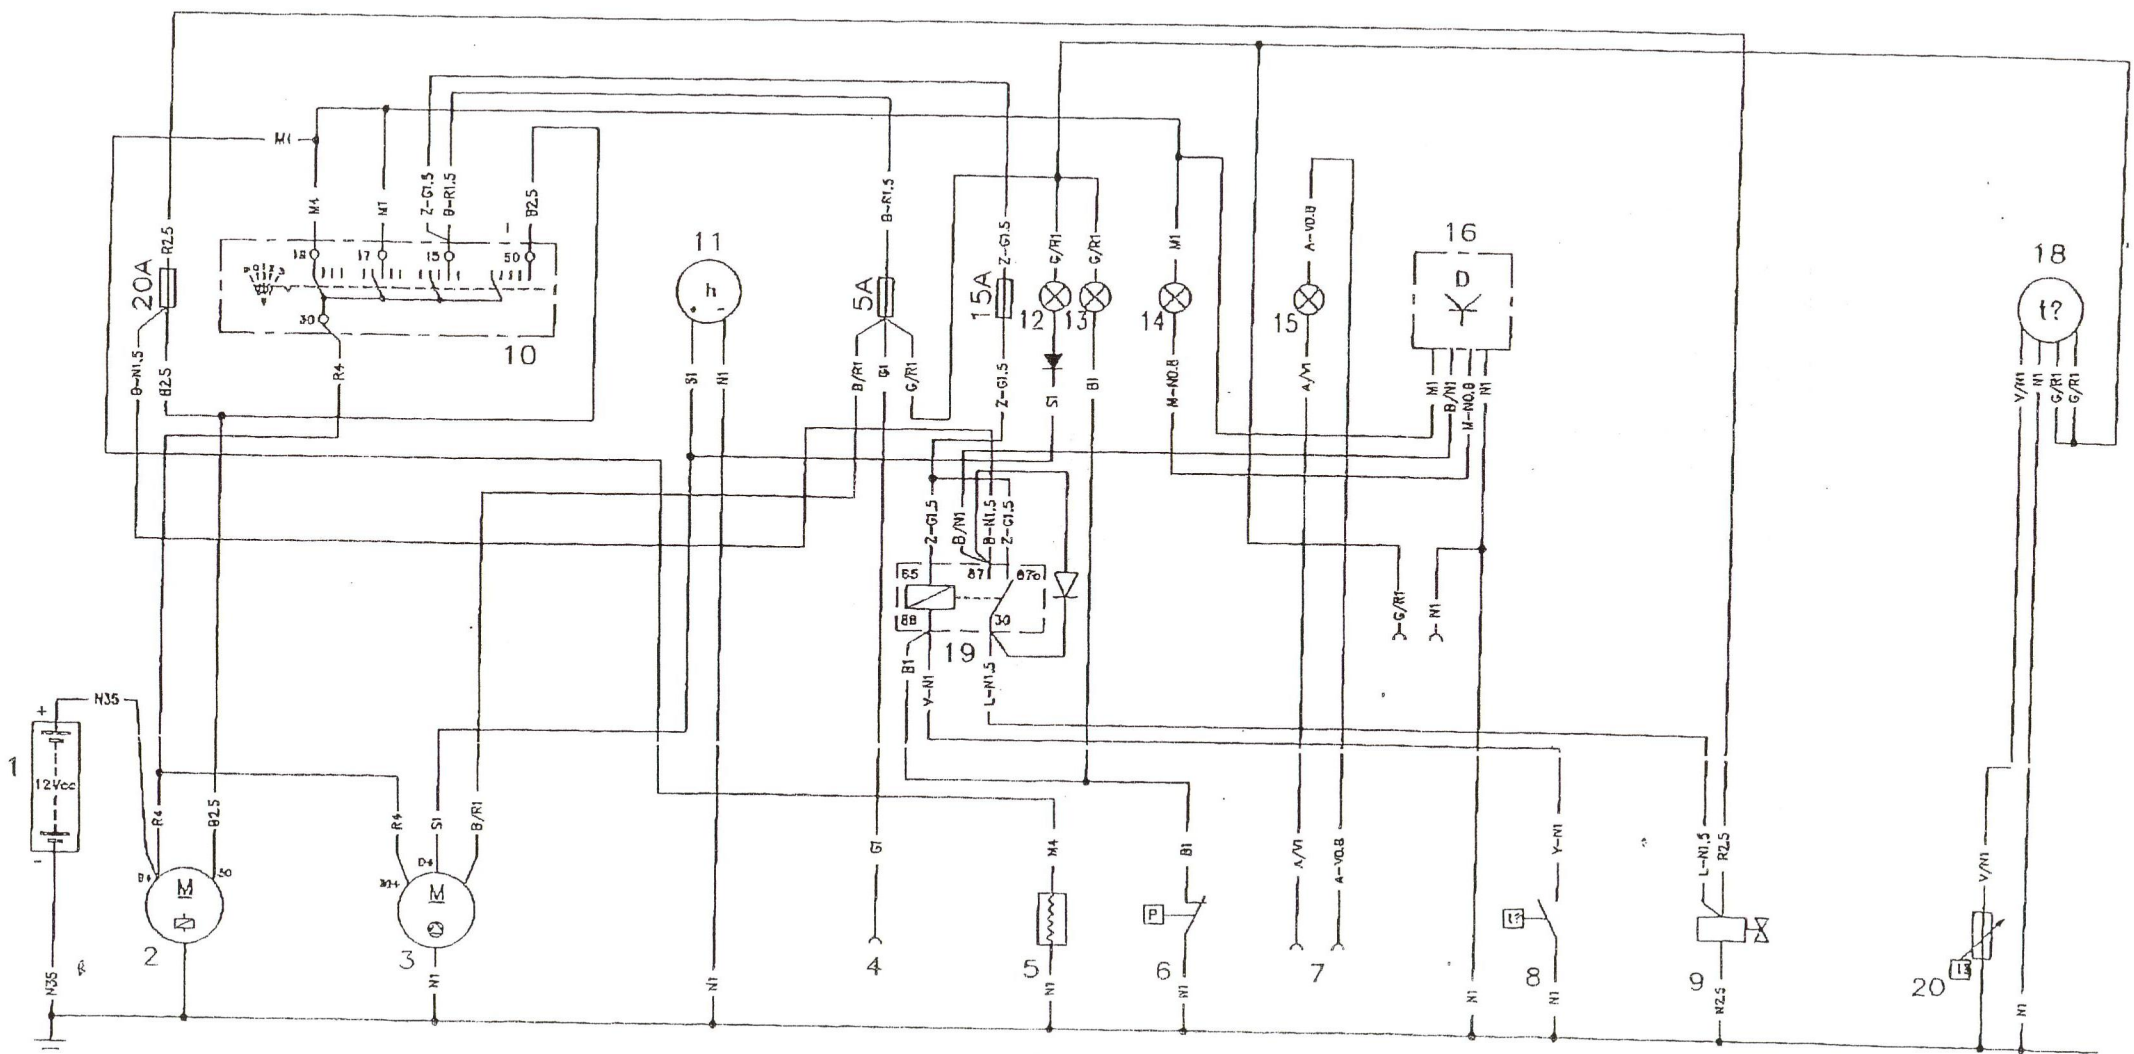 M4
M4
M1
Z-G1.5
B-R1.5
B2.5
R2.5
20A
19
17
15
50
30
10
R4
B-N1.5
B2.5
11
h
+
-
S1
N1
B-R1.5
5A
B/R1
G1
G/R1
Z-G1.5
15A
Z-G1.5
G/R1
G/R1
12
13
S1
B1
M1
14
M-N0.8
A-V0.8
15
A/V1
16
D
M1
B/N1
M-N0.8
N1
18
t?
V/N1
N1
G/R1
G/R1
Z-G1.5
B/N1
B-N1.5
Z-G1.5
87
30
19
B1
V-N1
L-N1.5
G/R1
N1
N35
+
1
12Vcc
-
R4
B2.5
R4
S1
B/R1
B+
50
D+
M
M
2
3
N35
N1
N1
G1
4
M4
5
N1
B1
P
6
N1
A/V1
A-V0.8
7
N1
Y-N1
t?
8
N1
L-N1.5
R2.5
9
N2.5
V/N1
20
N1